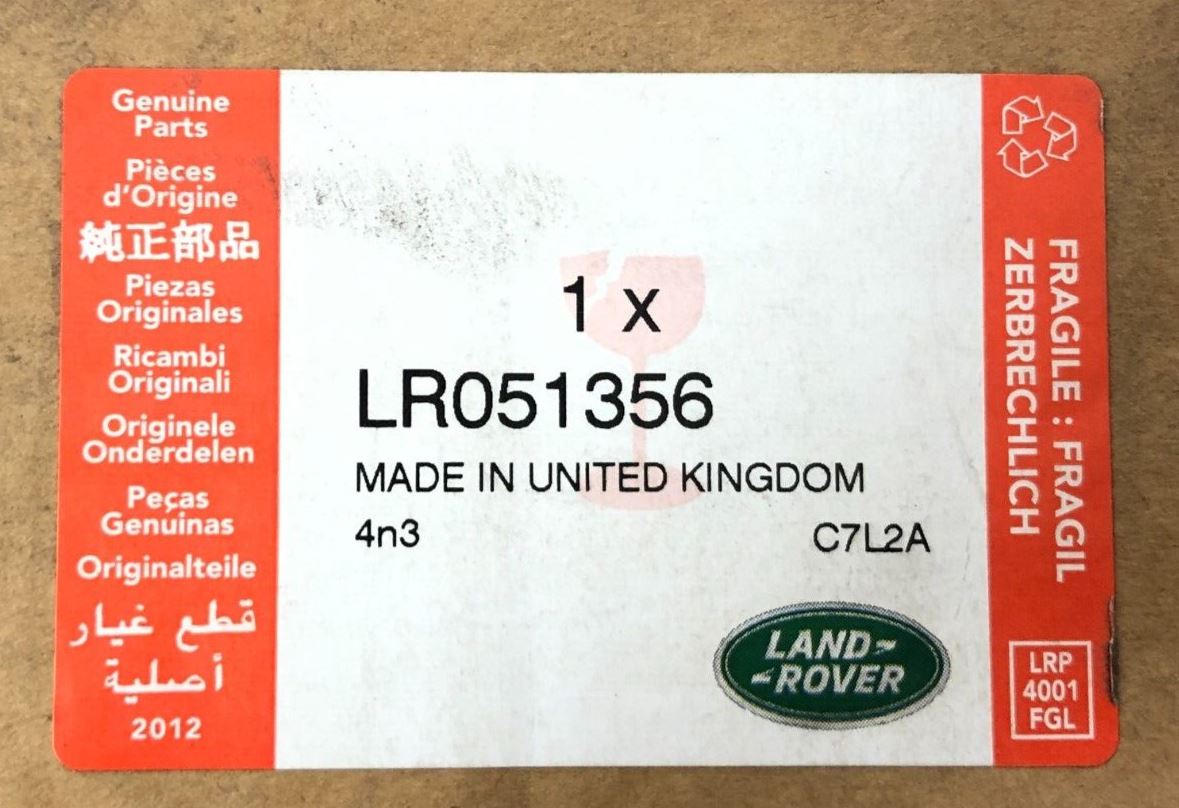 Genuine
Parts
Pièces
d'Origine
純正部品
Piezas
Originales
Ricambi
Originali
Originele
Onderdelen
Peças
Genuinas
Originalteile
قطع غيار
أصلية
2012
1 x
LR051356
MADE IN UNITED KINGDOM
4n3 C7L2A
LAND-
-ROVER
FRAGILE : FRAGIL
ZERBRECHLICH
LRP
4001
FGL